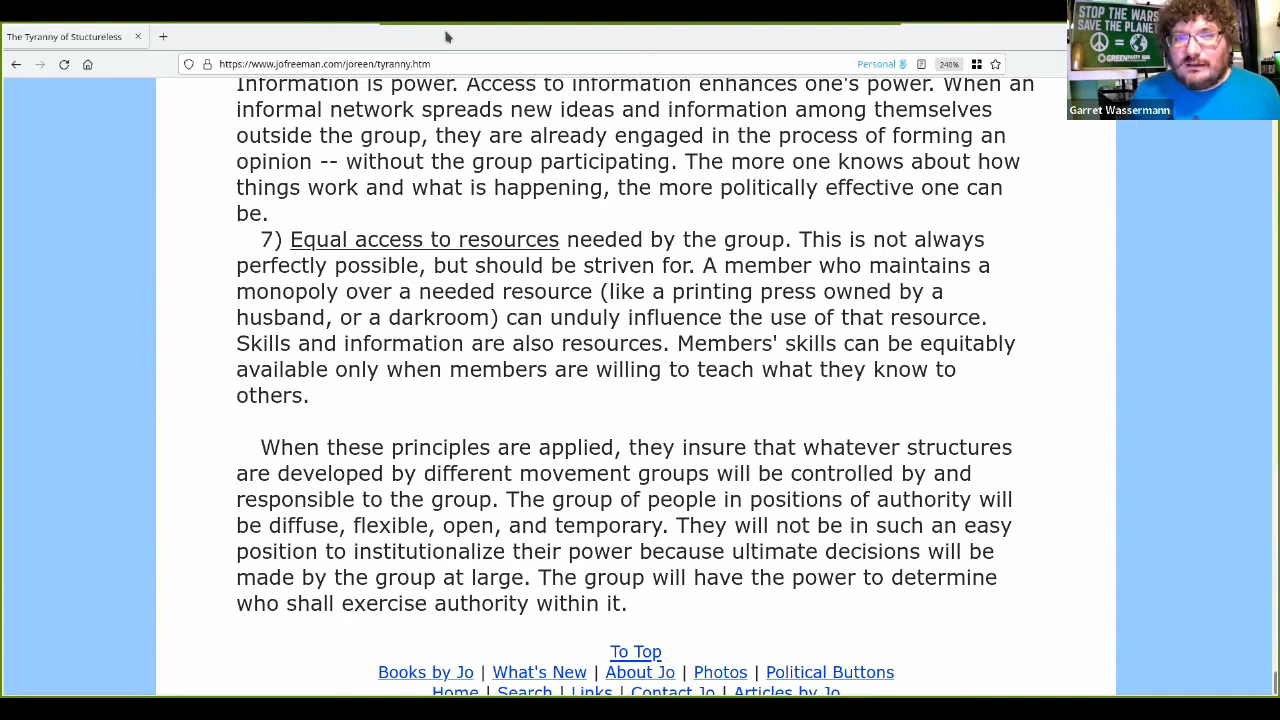 The Tyranny of Stuctureless
https://www.jofreeman.com/joreen/tyranny.htm
Personal
240%
STOP THE WARS
SAVE THE PLANET
=
GREENPARTY
Garret Wassermann
Information is power. Access to information enhances one's power. When an
informal network spreads new ideas and information among themselves
outside the group, they are already engaged in the process of forming an
opinion -- without the group participating. The more one knows about how
things work and what is happening, the more politically effective one can
be.
7) Equal access to resources needed by the group. This is not always
perfectly possible, but should be striven for. A member who maintains a
monopoly over a needed resource (like a printing press owned by a
husband, or a darkroom) can unduly influence the use of that resource.
Skills and information are also resources. Members' skills can be equitably
available only when members are willing to teach what they know to
others.
When these principles are applied, they insure that whatever structures
are developed by different movement groups will be controlled by and
responsible to the group. The group of people in positions of authority will
be diffuse, flexible, open, and temporary. They will not be in such an easy
position to institutionalize their power because ultimate decisions will be
made by the group at large. The group will have the power to determine
who shall exercise authority within it.
To Top
Books by Jo | What's New | About Jo | Photos | Political Buttons
Home | Search | Links | Contact Jo | Articles by Jo